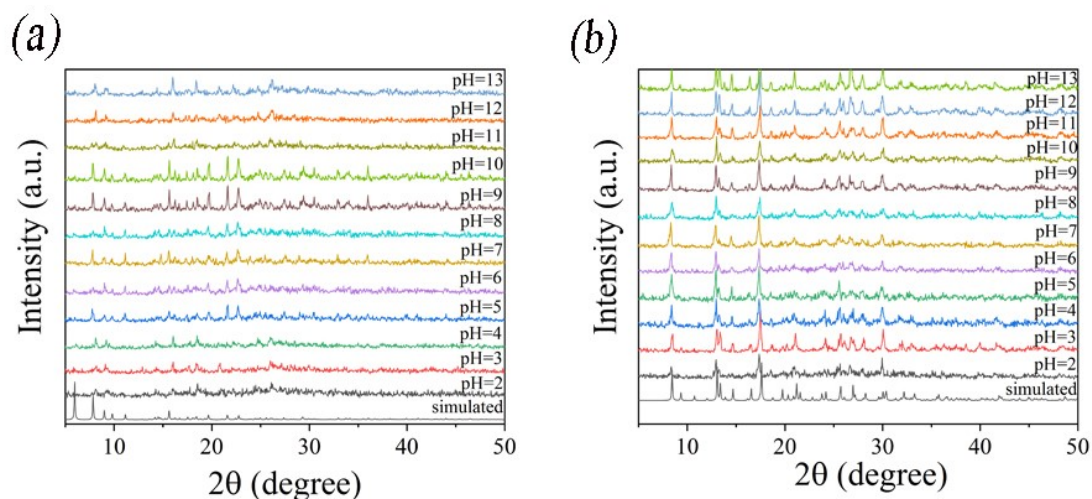 (a)
Intensity (a.u.)
pH=13
pH=12
pH=11
pH=10
pH=9
pH=8
pH=7
pH=6
pH=5
pH=4
pH=3
pH=2
simulated
10 20 30 40 50
2θ (degree)
(b)
Intensity (a.u.)
pH=13
pH=12
pH=11
pH=10
pH=9
pH=8
pH=7
pH=6
pH=5
pH=4
pH=3
pH=2
simulated
10 20 30 40 50
2θ (degree)